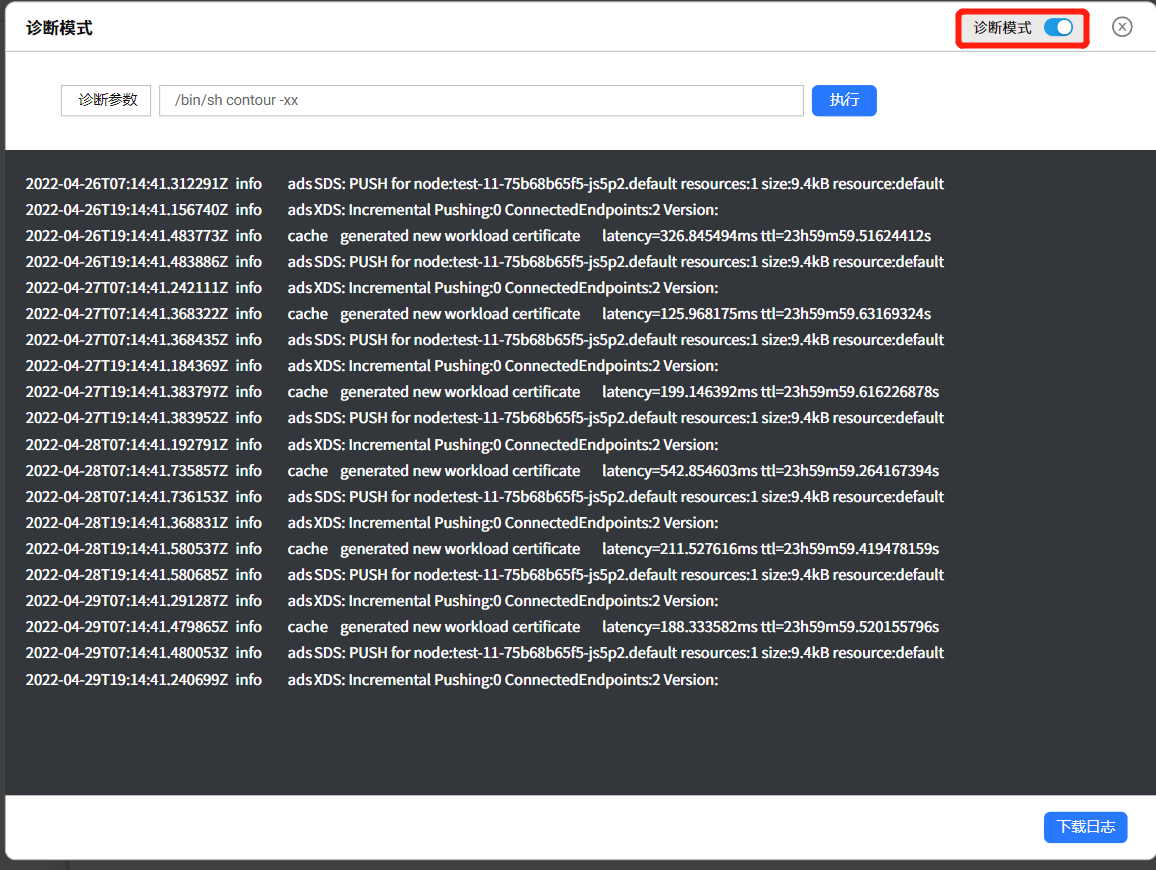 诊断模式
诊断模式
诊断参数 /bin/sh contour -xx 执行
2022-04-26T07:14:41.312291Z info ads SDS: PUSH for node:test-11-75b68b65f5-js5p2.default resources:1 size:9.4kB resource:default
2022-04-26T19:14:41.156740Z info ads XDS: Incremental Pushing:0 ConnectedEndpoints:2 Version:
2022-04-26T19:14:41.483773Z info cache generated new workload certificate latency=326.845494ms ttl=23h59m59.51624412s
2022-04-26T19:14:41.483886Z info ads SDS: PUSH for node:test-11-75b68b65f5-js5p2.default resources:1 size:9.4kB resource:default
2022-04-27T07:14:41.242111Z info ads XDS: Incremental Pushing:0 ConnectedEndpoints:2 Version:
2022-04-27T07:14:41.368322Z info cache generated new workload certificate latency=125.968175ms ttl=23h59m59.63169324s
2022-04-27T07:14:41.368435Z info ads SDS: PUSH for node:test-11-75b68b65f5-js5p2.default resources:1 size:9.4kB resource:default
2022-04-27T19:14:41.184369Z info ads XDS: Incremental Pushing:0 ConnectedEndpoints:2 Version:
2022-04-27T19:14:41.383797Z info cache generated new workload certificate latency=199.146392ms ttl=23h59m59.616226878s
2022-04-27T19:14:41.383952Z info ads SDS: PUSH for node:test-11-75b68b65f5-js5p2.default resources:1 size:9.4kB resource:default
2022-04-28T07:14:41.192791Z info ads XDS: Incremental Pushing:0 ConnectedEndpoints:2 Version:
2022-04-28T07:14:41.735857Z info cache generated new workload certificate latency=542.854603ms ttl=23h59m59.264167394s
2022-04-28T07:14:41.736153Z info ads SDS: PUSH for node:test-11-75b68b65f5-js5p2.default resources:1 size:9.4kB resource:default
2022-04-28T19:14:41.368831Z info ads XDS: Incremental Pushing:0 ConnectedEndpoints:2 Version:
2022-04-28T19:14:41.580537Z info cache generated new workload certificate latency=211.527616ms ttl=23h59m59.419478159s
2022-04-28T19:14:41.580685Z info ads SDS: PUSH for node:test-11-75b68b65f5-js5p2.default resources:1 size:9.4kB resource:default
2022-04-29T07:14:41.291287Z info ads XDS: Incremental Pushing:0 ConnectedEndpoints:2 Version:
2022-04-29T07:14:41.479865Z info cache generated new workload certificate latency=188.333582ms ttl=23h59m59.520155796s
2022-04-29T07:14:41.480053Z info ads SDS: PUSH for node:test-11-75b68b65f5-js5p2.default resources:1 size:9.4kB resource:default
2022-04-29T19:14:41.240699Z info ads XDS: Incremental Pushing:0 ConnectedEndpoints:2 Version:
下载日志